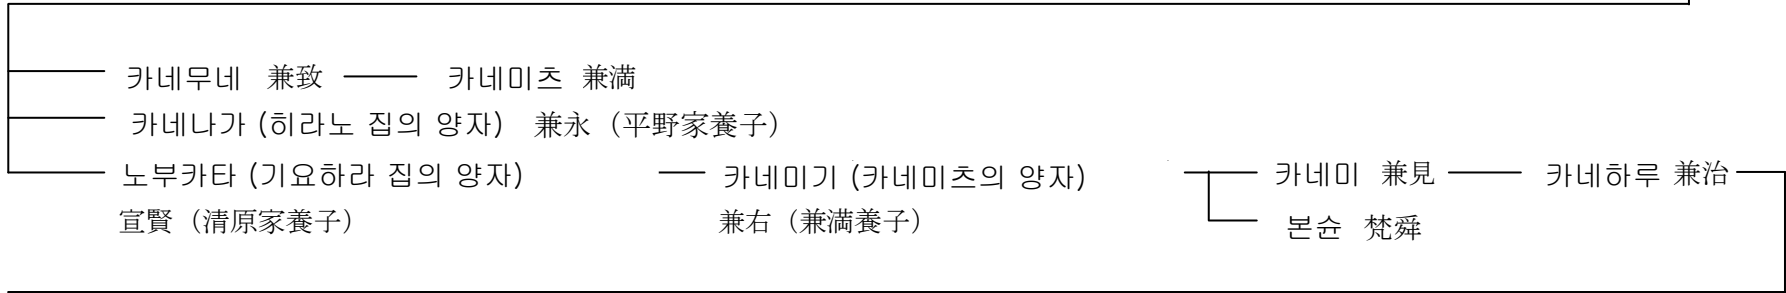 카네무네 兼致 카네미츠 兼満
카네나가 (히라노 집의 양자) 兼永（平野家養子）
노부카타 (기요하라 집의 양자) 카네미기 (카네미츠의 양자) 카네미 兼見 카네하루 兼治
宣賢（清原家養子） 兼右（兼満養子） 본슌 梵舜